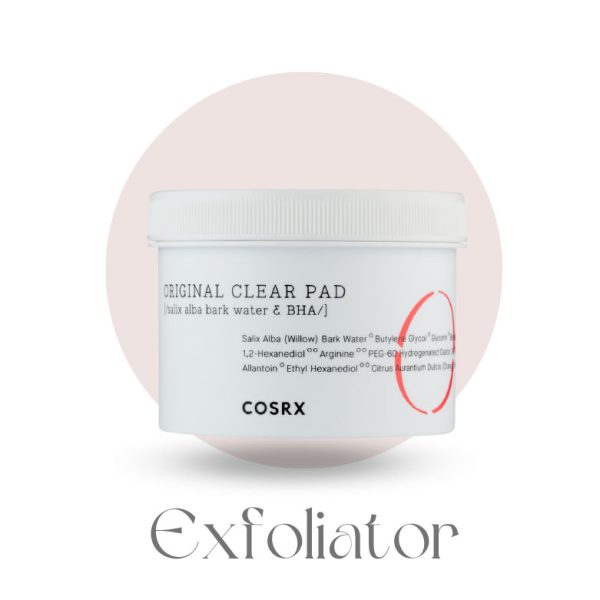 ORIGINAL CLEAR PAD
[/salix alba bark water & BHA/]
Salix Alba (Willow) Bark Water Butylene Glycol Glycerin
1,2-Hexanediol Arginine PEG-60 Hydrogenated Castor
Allantoin Ethyl Hexanediol Citrus Aurantium Dulcis (Orange)
COSRX
Exfoliator